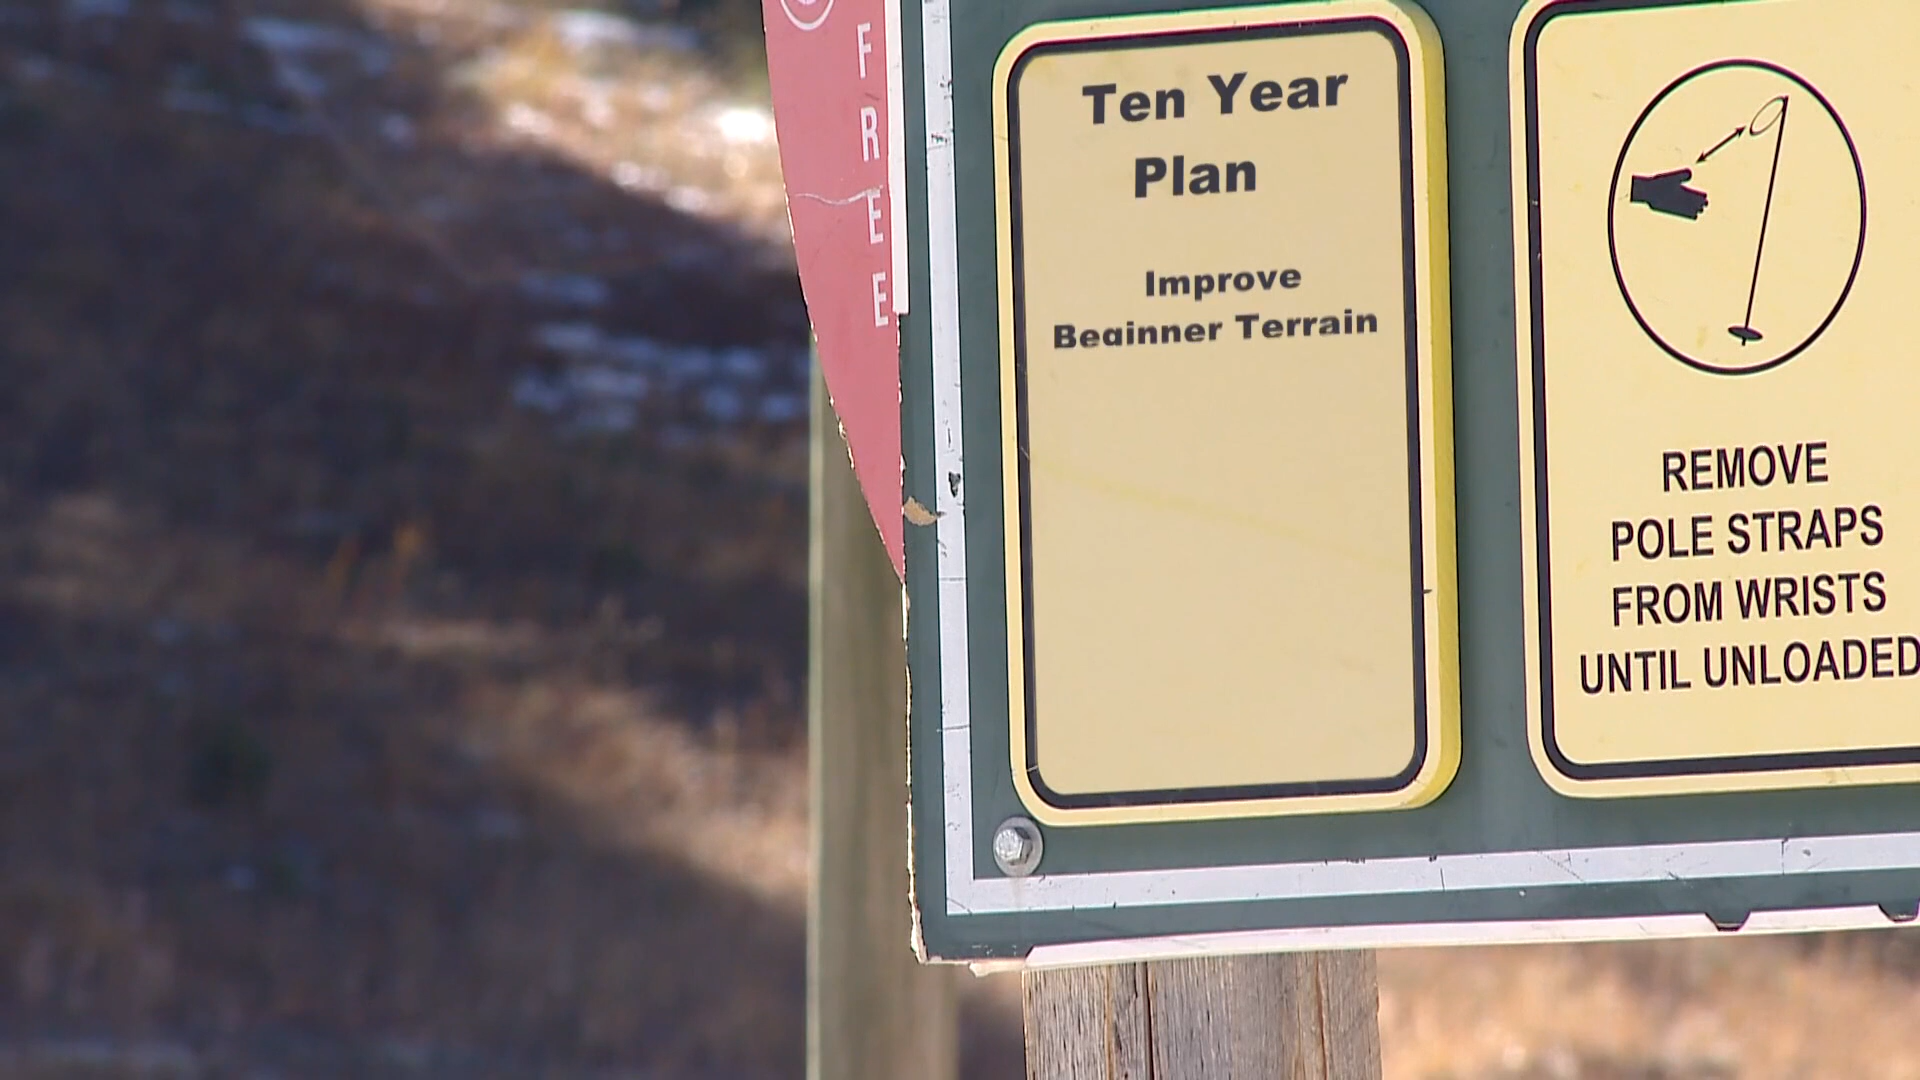 FREE
Ten Year
Plan
Improve
Beginner Terrain
REMOVE
POLE STRAPS
FROM WRISTS
UNTIL UNLOADED